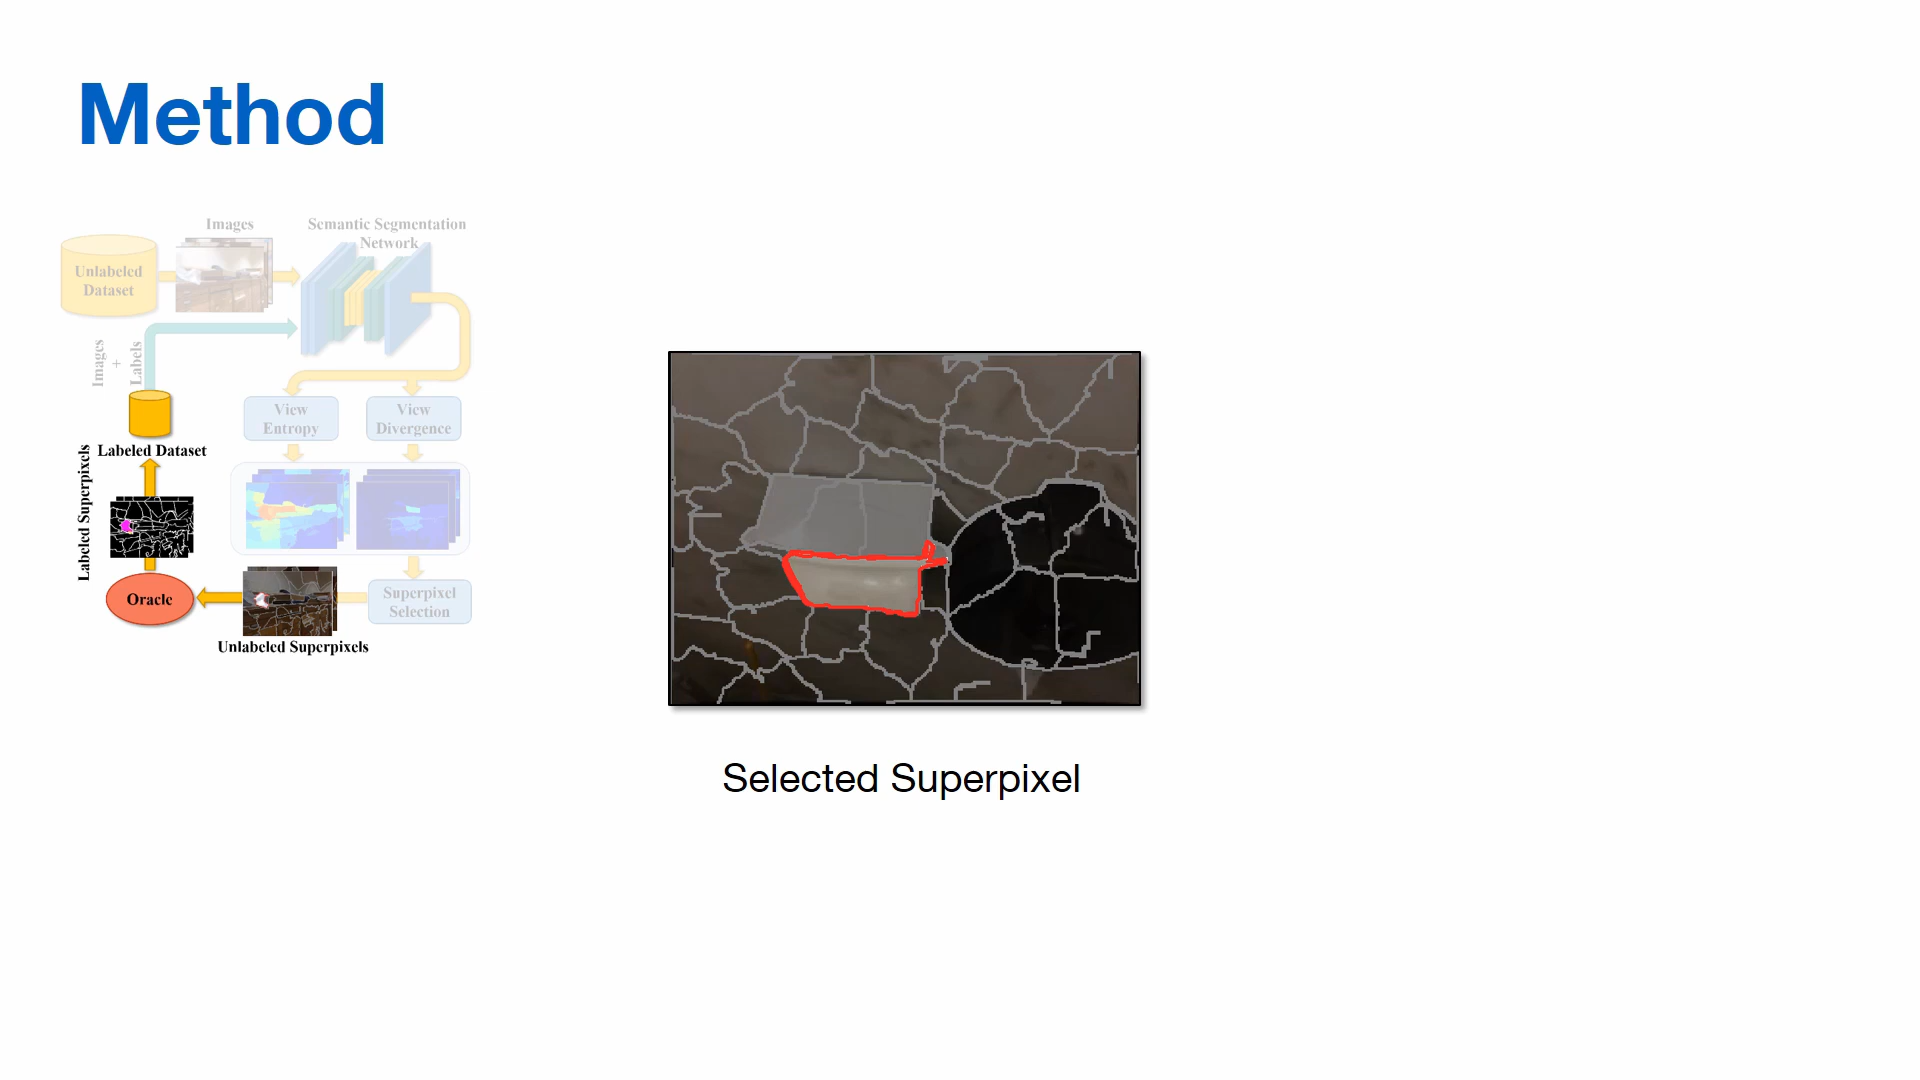 Method
Images
Semantic Segmentation
Network
Unlabeled
Dataset
Images
+
Labels
View
Entropy
View
Divergence
Labeled Dataset
Labeled Superpixels
Oracle
Superpixel
Selection
Unlabeled Superpixels
Selected Superpixel